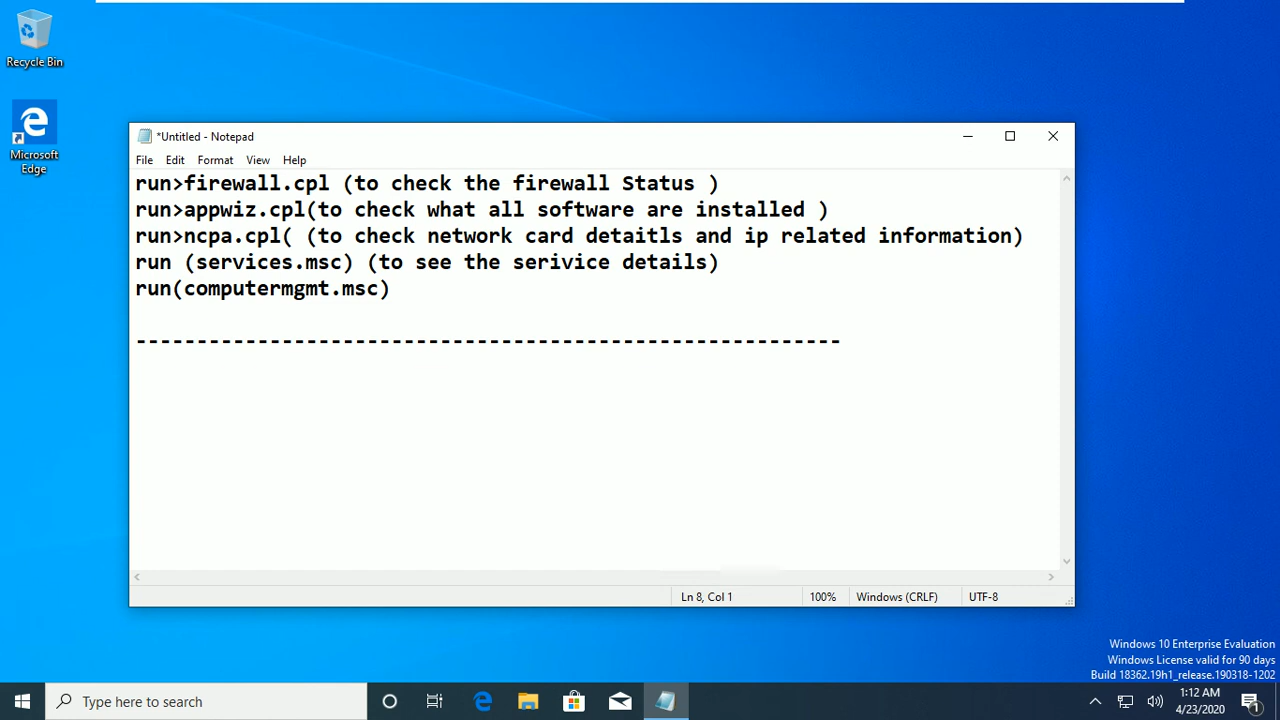 Recycle Bin
Microsoft
Edge
*Untitled - Notepad
File Edit Format View Help
run>firewall.cpl (to check the firewall Status )
run>appwiz.cpl(to check what all software are installed )
run>ncpa.cpl( (to check network card detaitls and ip related information)
run (services.msc) (to see the serivice details)
run(computermgmt.msc)
----------------------------------------------------------
Ln 8, Col 1 100% Windows (CRLF) UTF-8
Windows 10 Enterprise Evaluation
Windows License valid for 90 days
Build 18362.19h1_release.190318-1202
Type here to search
1:12 AM
4/23/2020
1